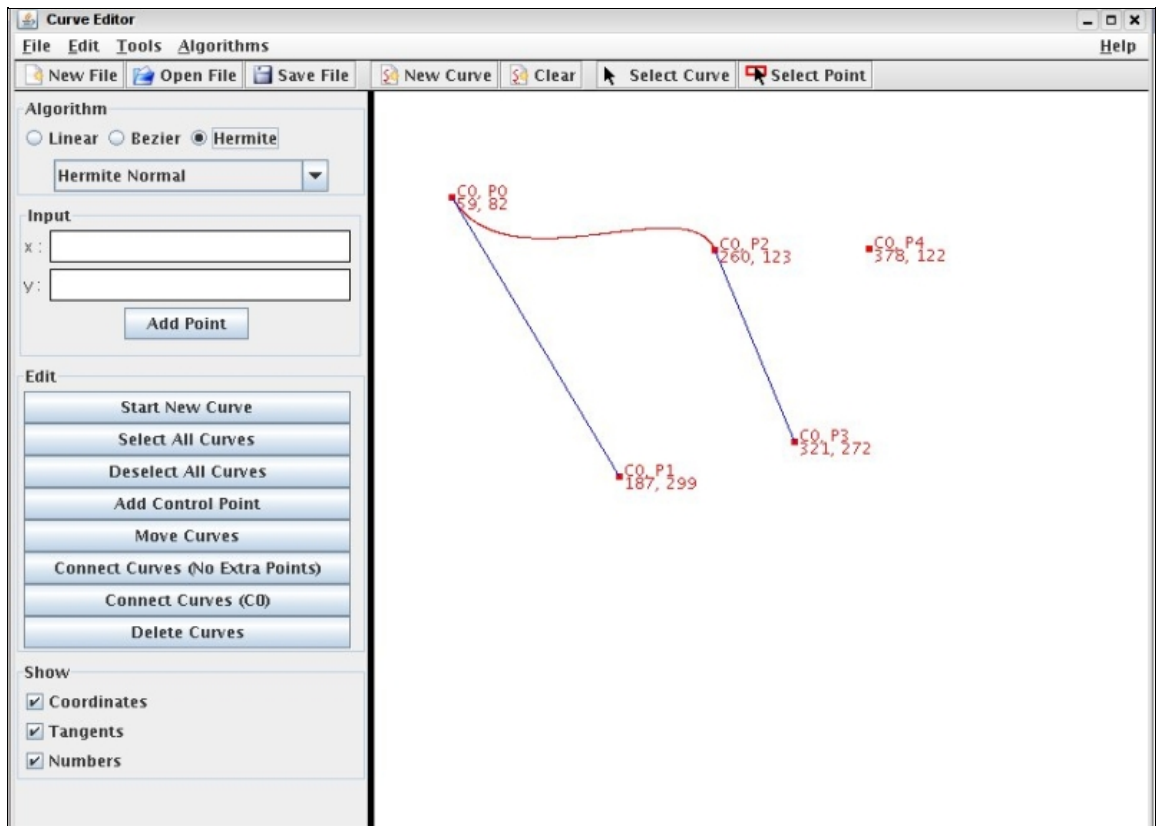 Curve Editor
File Edit Tools Algorithms Help
New File Open File Save File New Curve Clear Select Curve Select Point
Algorithm
Linear Bezier Hermite
Hermite Normal
Input
x :
y :
Add Point
Edit
Start New Curve
Select All Curves
Deselect All Curves
Add Control Point
Move Curves
Connect Curves (No Extra Points)
Connect Curves (C0)
Delete Curves
Show
Coordinates
Tangents
Numbers
C0, P0
59, 82
C0, P2
260, 123
C0, P4
378, 122
C0, P3
321, 272
C0, P1
187, 299